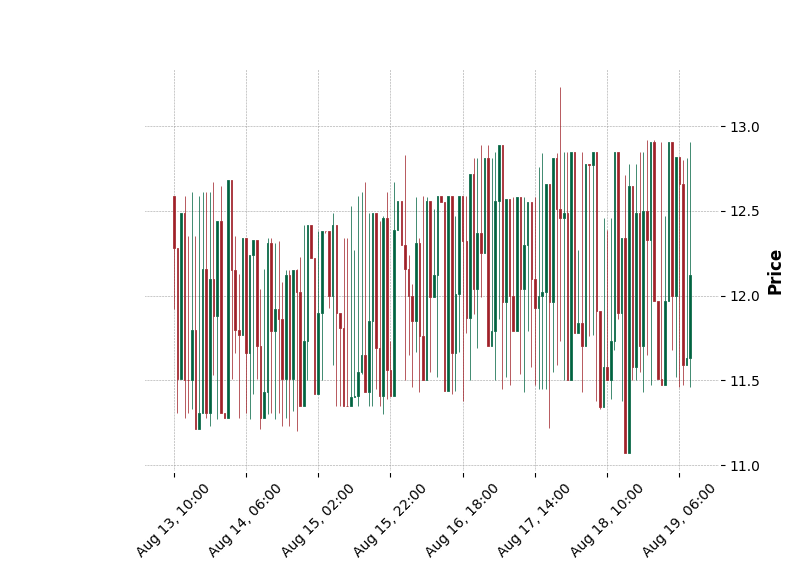 13.0
12.5
12.0
11.5
11.0
Price
Aug 13, 10:00
Aug 14, 06:00
Aug 15, 02:00
Aug 15, 22:00
Aug 16, 18:00
Aug 17, 14:00
Aug 18, 10:00
Aug 19, 06:00